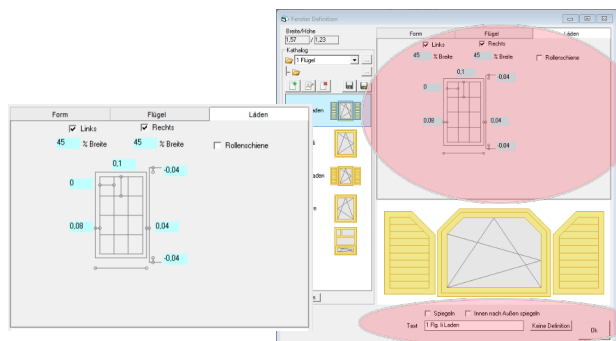 Form Flügel Läden
Links Rechts
45 % Breite 45 % Breite Rollenschiene
0,1
-0,04
0
0,08 0,04
-0,04
Fenster Definition
Breite/Höhe
1,57 / 1,23
Kathalog
1 Flügel
...
Form Flügel Läden
Links Rechts
45 % Breite 45 % Breite Rollenschiene
0,1
-0,04
0
0,08 0,04
-0,04
Spiegeln Innen nach Außen spiegeln
Text 1 Flg. li Laden Keine Definition Ok